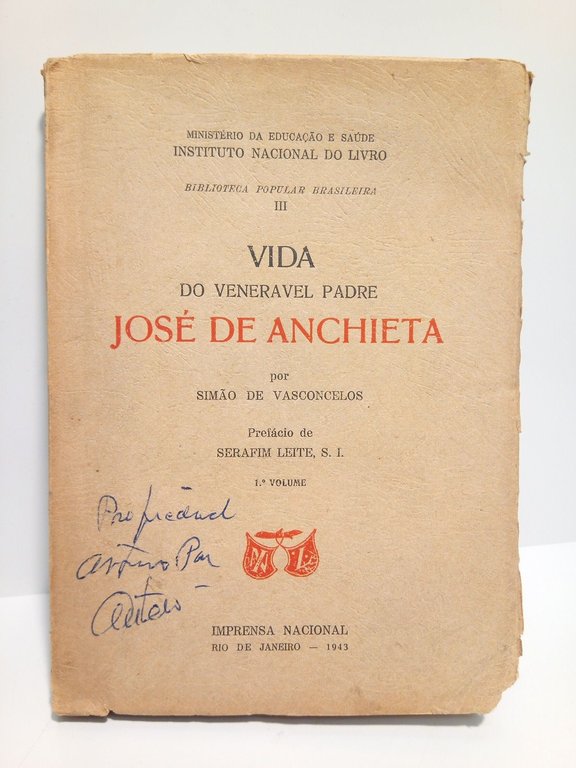 MINISTÉRIO DA EDUCAÇÃO E SAÚDE
INSTITUTO NACIONAL DO LIVRO
BIBLIOTECA POPULAR BRASILEIRA
III
VIDA
DO VENERAVEL PADRE
JOSÉ DE ANCHIETA
por
SIMÃO DE VASCONCELOS
Prefácio de
SERAFIM LEITE, S. I.
1.º VOLUME
IMPRENSA NACIONAL
RIO DE JANEIRO — 1943